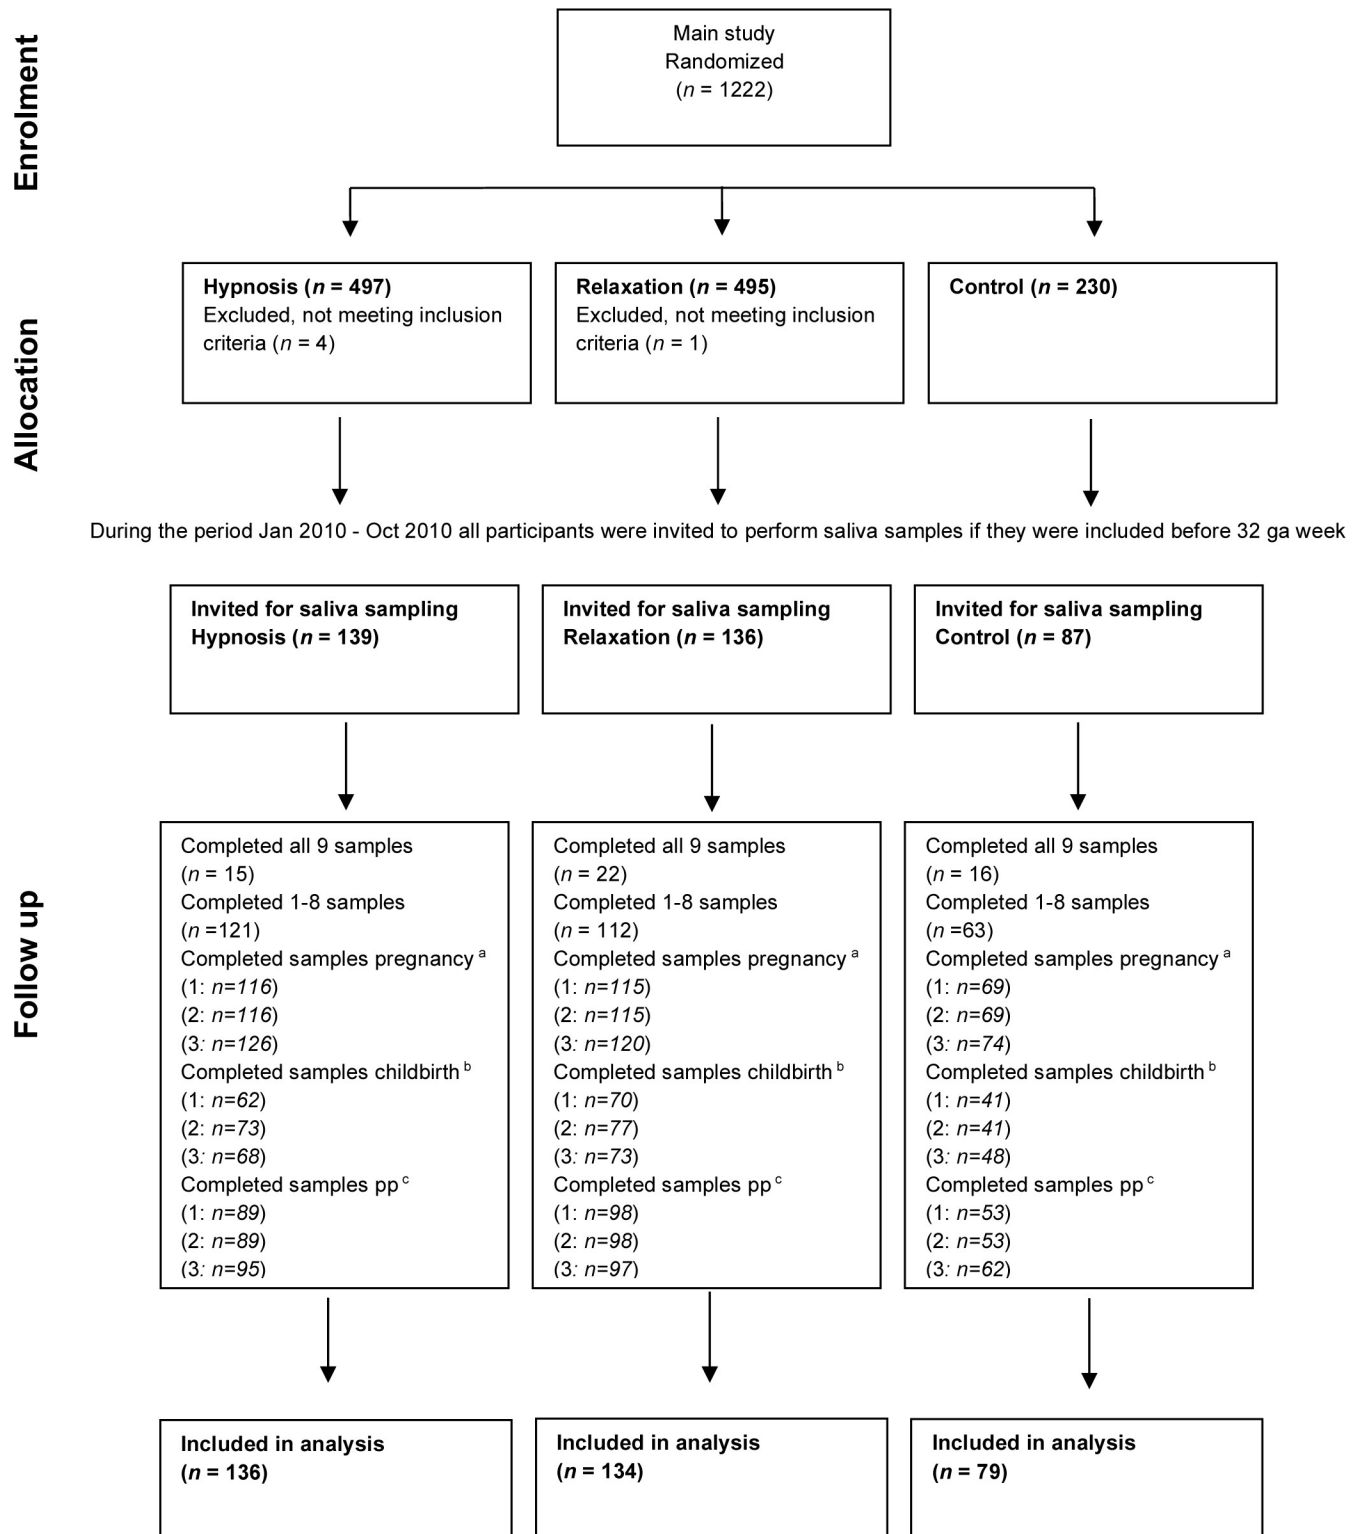 Enrolment
Main study
Randomized
(n = 1222)
Allocation
Hypnosis (n = 497)
Excluded, not meeting inclusion
criteria (n = 4)
Relaxation (n = 495)
Excluded, not meeting inclusion
criteria (n = 1)
Control (n = 230)
During the period Jan 2010 - Oct 2010 all participants were invited to perform saliva samples if they were included before 32 ga week
Invited for saliva sampling
Hypnosis (n = 139)
Invited for saliva sampling
Relaxation (n = 136)
Invited for saliva sampling
Control (n = 87)
Follow up
Completed all 9 samples
(n = 15)
Completed 1-8 samples
(n =121)
Completed samples pregnancy a
(1: n=116)
(2: n=116)
(3: n=126)
Completed samples childbirth b
(1: n=62)
(2: n=73)
(3: n=68)
Completed samples pp c
(1: n=89)
(2: n=89)
(3: n=95)
Completed all 9 samples
(n = 22)
Completed 1-8 samples
(n = 112)
Completed samples pregnancy a
(1: n=115)
(2: n=115)
(3: n=120)
Completed samples childbirth b
(1: n=70)
(2: n=77)
(3: n=73)
Completed samples pp c
(1: n=98)
(2: n=98)
(3: n=97)
Completed all 9 samples
(n = 16)
Completed 1-8 samples
(n =63)
Completed samples pregnancy a
(1: n=69)
(2: n=69)
(3: n=74)
Completed samples childbirth b
(1: n=41)
(2: n=41)
(3: n=48)
Completed samples pp c
(1: n=53)
(2: n=53)
(3: n=62)
Included in analysis
(n = 136)
Included in analysis
(n = 134)
Included in analysis
(n = 79)